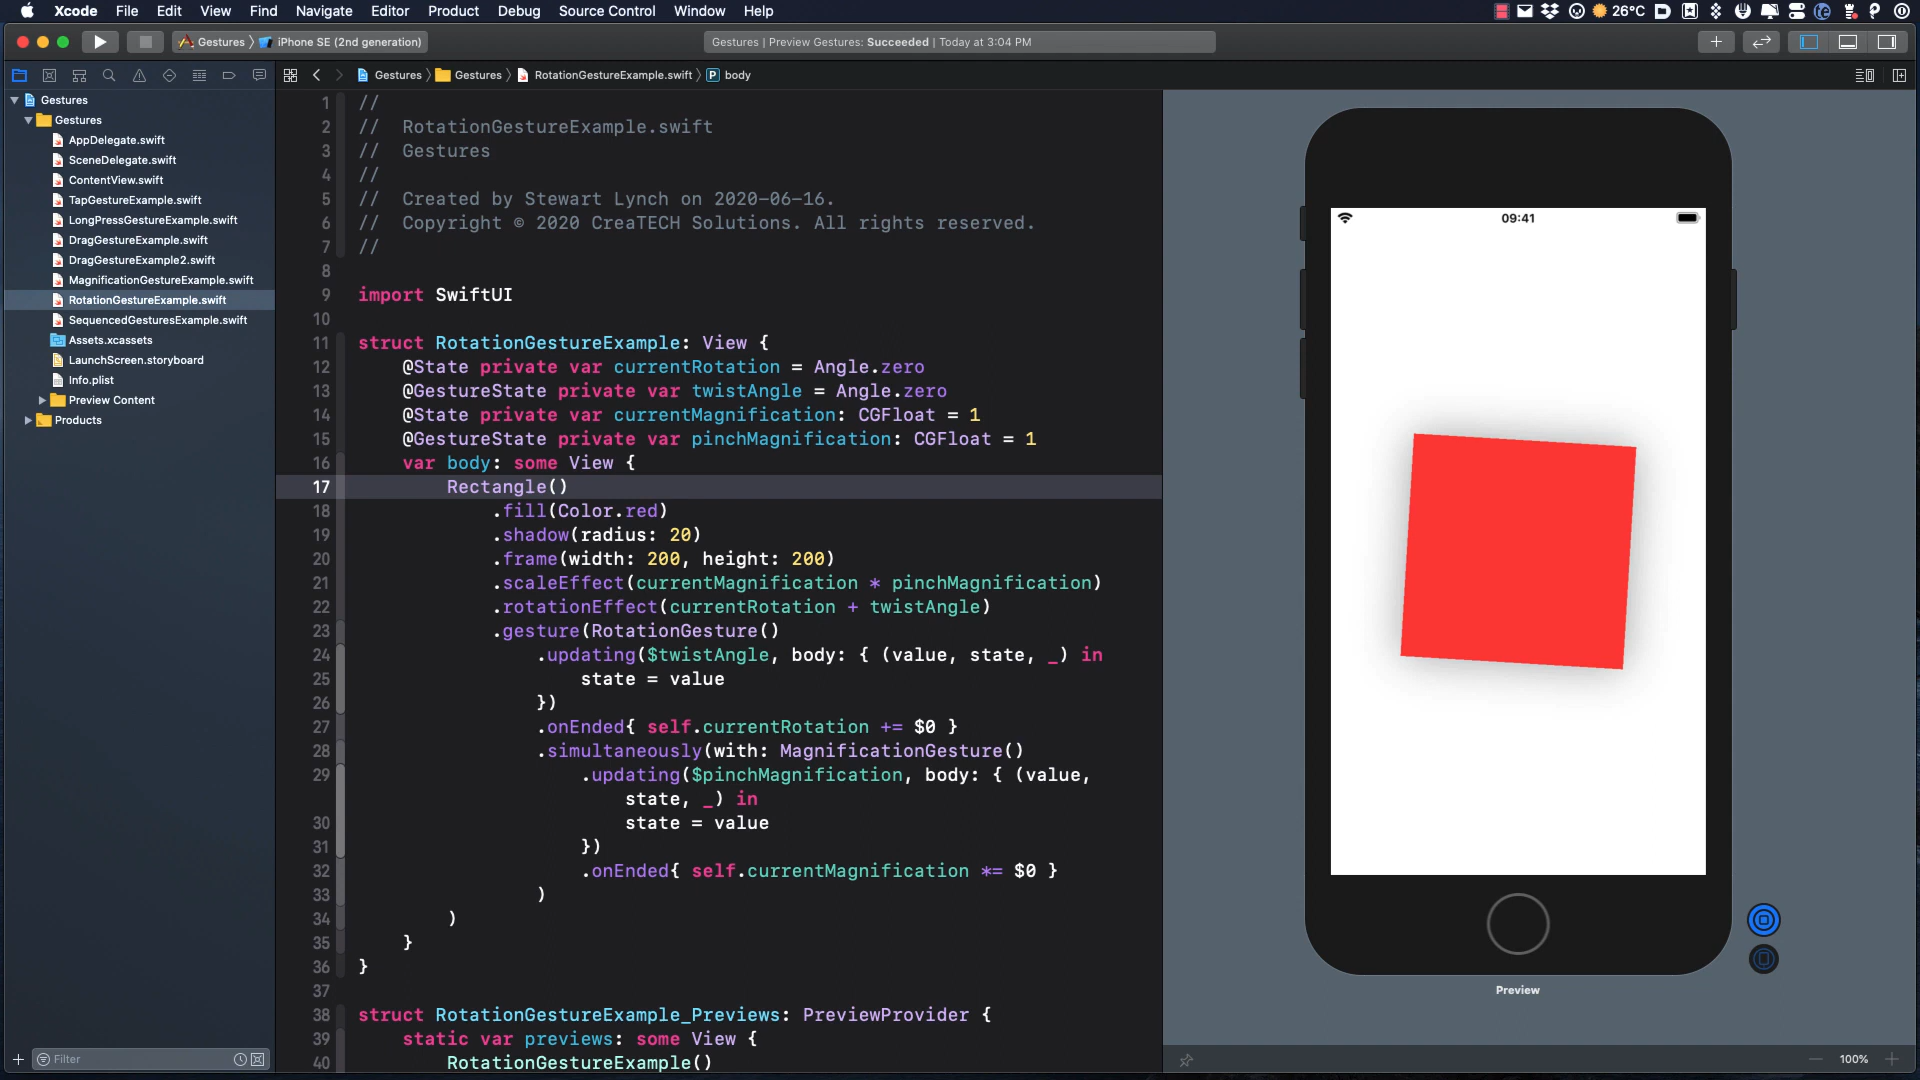 Xcode File Edit View Find Navigate Editor Product Debug Source Control Window Help
26°C
Gestures iPhone SE (2nd generation)
Gestures | Preview Gestures: Succeeded | Today at 3:04 PM
Gestures Gestures RotationGestureExample.swift P body
Gestures
Gestures
AppDelegate.swift
SceneDelegate.swift
ContentView.swift
TapGestureExample.swift
LongPressGestureExample.swift
DragGestureExample.swift
DragGestureExample2.swift
MagnificationGestureExample.swift
RotationGestureExample.swift
SequencedGesturesExample.swift
Assets.xcassets
LaunchScreen.storyboard
Info.plist
Preview Content
Products
Filter
1 //
2 // RotationGestureExample.swift
3 // Gestures
4 //
5 // Created by Stewart Lynch on 2020-06-16.
6 // Copyright © 2020 CreaTECH Solutions. All rights reserved.
7 //
8
9 import SwiftUI
10
11 struct RotationGestureExample: View {
12 @State private var currentRotation = Angle.zero
13 @GestureState private var twistAngle = Angle.zero
14 @State private var currentMagnification: CGFloat = 1
15 @GestureState private var pinchMagnification: CGFloat = 1
16 var body: some View {
17 Rectangle()
18 .fill(Color.red)
19 .shadow(radius: 20)
20 .frame(width: 200, height: 200)
21 .scaleEffect(currentMagnification * pinchMagnification)
22 .rotationEffect(currentRotation + twistAngle)
23 .gesture(RotationGesture()
24 .updating($twistAngle, body: { (value, state, _) in
25 state = value
26 })
27 .onEnded{ self.currentRotation += $0 }
28 .simultaneously(with: MagnificationGesture()
29 .updating($pinchMagnification, body: { (value,
state, _) in
30 state = value
31 })
32 .onEnded{ self.currentMagnification *= $0 }
33 )
34 )
35 }
36 }
37
38 struct RotationGestureExample_Previews: PreviewProvider {
39 static var previews: some View {
40 RotationGestureExample()
09:41
Preview
100%